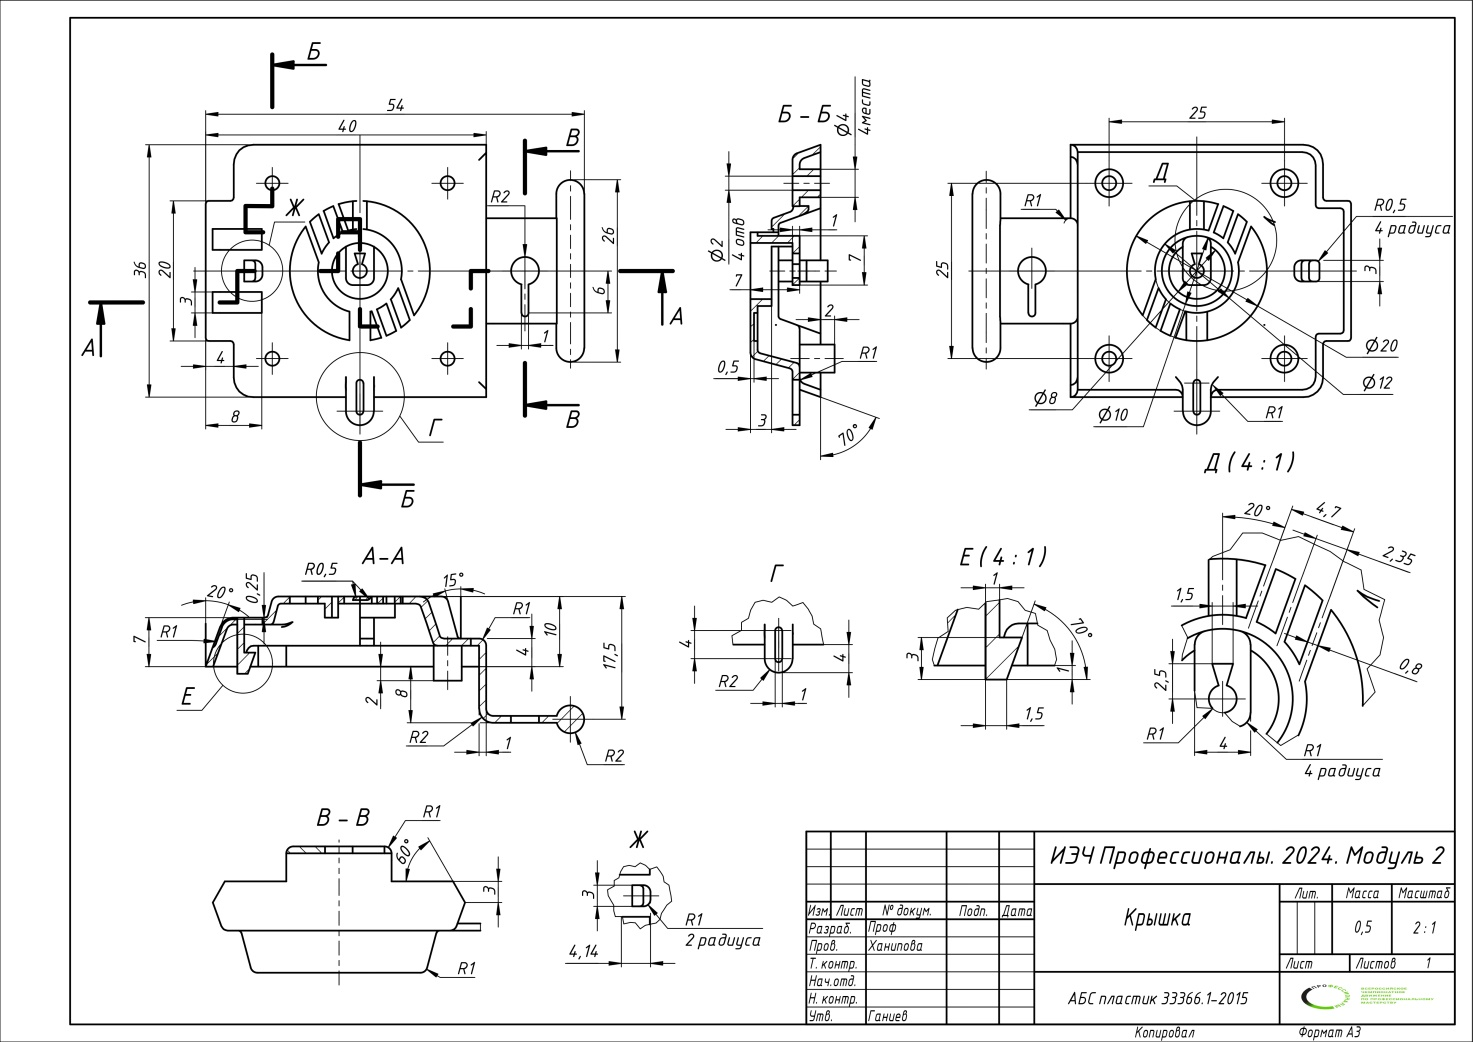 Б
Б – Б
54
40
В
R2
Ж
36
20
3
26
6
1
А
А
4
8
Г
В
Б
Ø4
4места
Ø2
4 отв
1
7
7
2
R1
0,5
3
70°
25
Д
R1
R0,5
4 радиуса
3
25
Ø20
Ø12
Ø8
Ø10
R1
А–А
20°
0,25
R0,5
15°
R1
7
R1
4
10
17,5
2
8
Е
R2
1
R2
Г
4
4
R2
1
Е ( 4 : 1 )
1
70°
3
1
1,5
Д ( 4 : 1 )
20°
4,7
2,35
1,5
2,5
0,8
R1
4
R1
4 радиуса
В – В
R1
60°
3
R1
Ж
3
R1
2 радиуса
4,14
ИЭЧ Профессионалы. 2024. Модуль 2
Крышка
Лит. Масса Масштаб
0,5 2 : 1
Лист Листов 1
Изм. Лист № докум. Подп. Дата
Разраб. Проф
Пров. Ханипова
Т. контр.
Нач.отд.
Н. контр.
Утв. Ганиев
АБС пластик 33366.1-2015
ПРОФЕССИОНАЛЫ
ВСЕРОССИЙСКОЕ
ЧЕМПИОНАТНОЕ
ДВИЖЕНИЕ
ПО ПРОФЕССИОНАЛЬНОМУ
МАСТЕРСТВУ
Копировал Формат А3